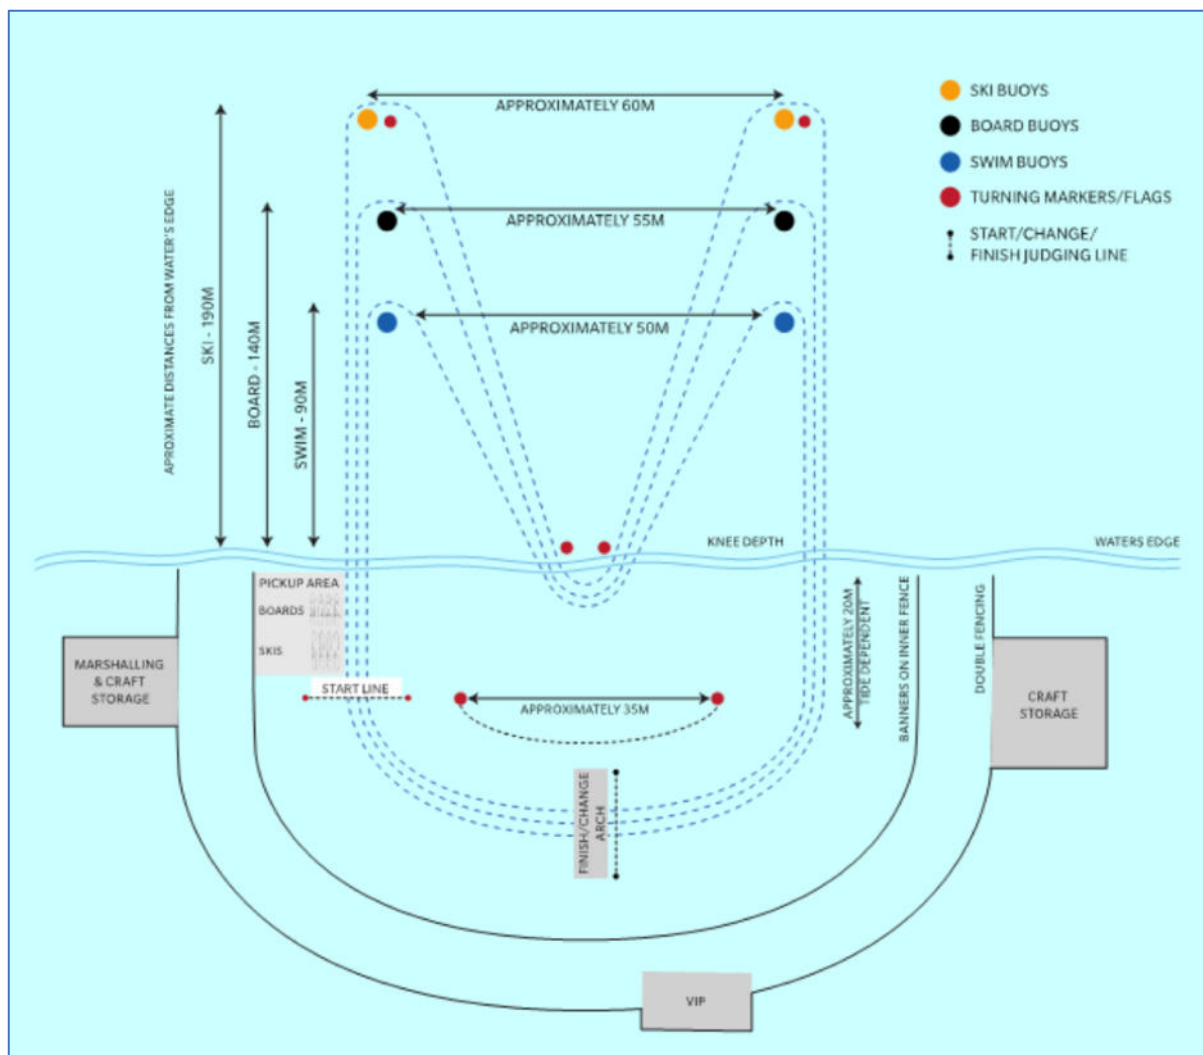 APPROXIMATELY 60M
SKI BUOYS
BOARD BUOYS
SWIM BUOYS
TURNING MARKERS/FLAGS
START/CHANGE/
FINISH JUDGING LINE
APPROXIMATELY 55M
APPROXIMATELY 50M
APROXIMATE DISTANCES FROM WATER'S EDGE
SKI - 190M
BOARD - 140M
SWIM - 90M
KNEE DEPTH
WATERS EDGE
PICKUP AREA
BOARDS
SKIS
MARSHALLING
& CRAFT
STORAGE
START LINE
APPROXIMATELY 35M
APPROXIMATELY 20M
TIDE DEPENDENT
BANNERS ON INNER FENCE
DOUBLE FENCING
CRAFT
STORAGE
FINISH/CHANGE
ARCH
VIP